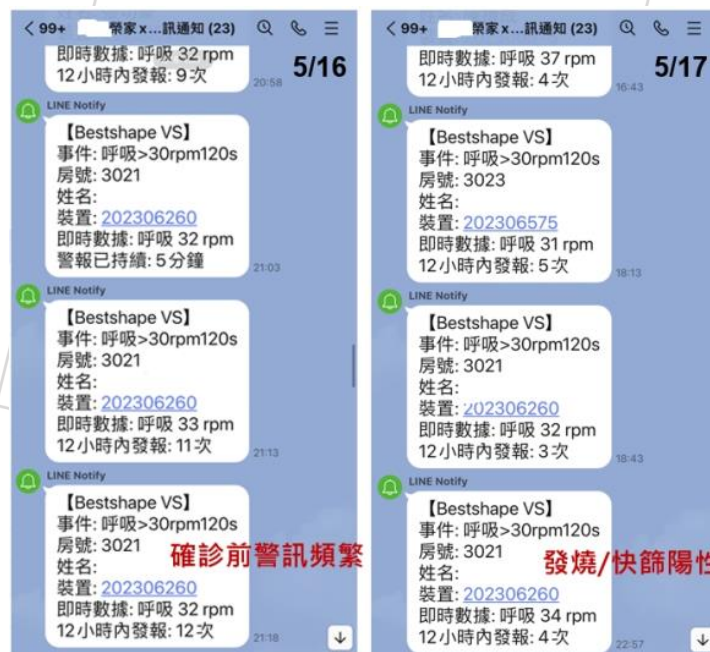 99+ 榮家x...訊通知 (23)
5/16
即時數據: 呼吸 32 rpm
12小時內發報: 9次
20:58
LINE Notify
【Bestshape VS】
事件: 呼吸>30rpm120s
房號: 3021
姓名:
裝置: 202306260
即時數據: 呼吸 32 rpm
警報已持續: 5分鐘
21:03
LINE Notify
【Bestshape VS】
事件: 呼吸>30rpm120s
房號: 3021
姓名:
裝置: 202306260
即時數據: 呼吸 33 rpm
12小時內發報: 11次
21:13
LINE Notify
【Bestshape VS】
事件: 呼吸>30rpm120s
房號: 3021
姓名:
裝置: 202306260
即時數據: 呼吸 32 rpm
12小時內發報: 12次
21:18
確診前警訊頻繁
99+ 榮家x...訊通知 (23)
5/17
即時數據: 呼吸 37 rpm
12小時內發報: 4次
16:43
LINE Notify
【Bestshape VS】
事件: 呼吸>30rpm120s
房號: 3023
姓名:
裝置: 202306575
即時數據: 呼吸 31 rpm
12小時內發報: 5次
18:13
LINE Notify
【Bestshape VS】
事件: 呼吸>30rpm120s
房號: 3021
姓名:
裝置: 202306260
即時數據: 呼吸 32 rpm
12小時內發報: 3次
18:43
LINE Notify
【Bestshape VS】
事件: 呼吸>30rpm120s
房號: 3021
姓名:
裝置: 202306260
即時數據: 呼吸 34 rpm
12小時內發報: 4次
22:57
發燒/快篩陽性